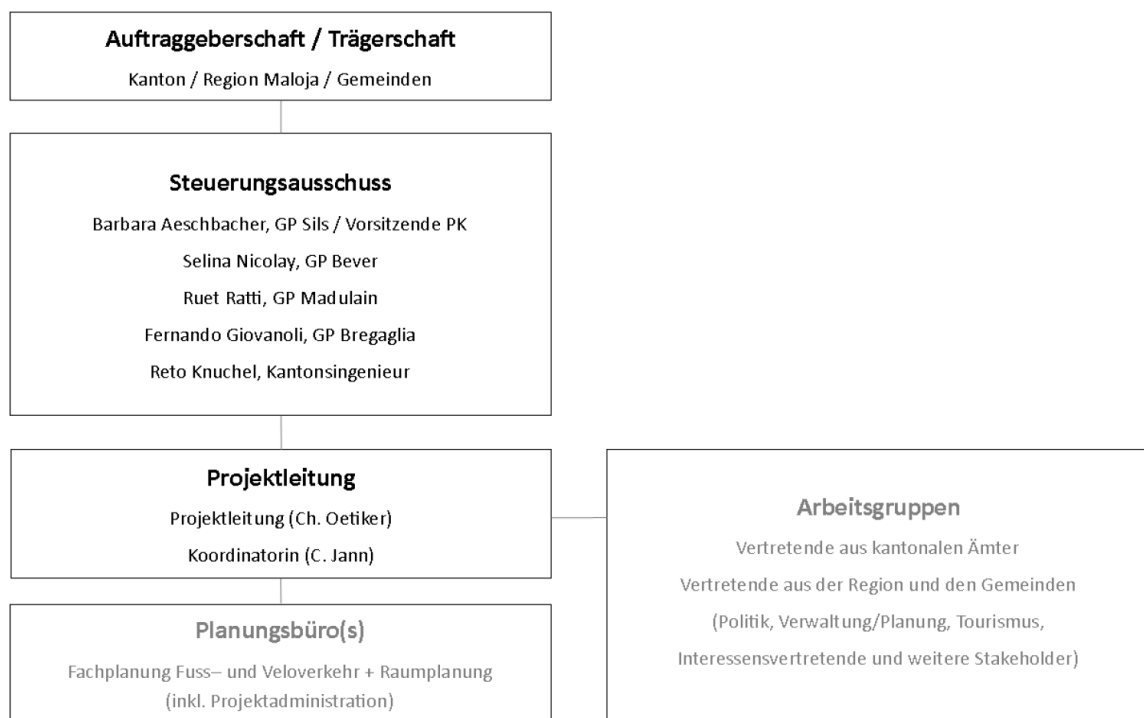 Auftraggeberschaft / Trägerschaft
Kanton / Region Maloja / Gemeinden
Steuerungsausschuss
Barbara Aeschbacher, GP Sils / Vorsitzende PK
Selina Nicolay, GP Bever
Ruet Ratti, GP Madulain
Fernando Giovanoli, GP Bregaglia
Reto Knuchel, Kantonsingenieur
Projektleitung
Projektleitung (Ch. Oetiker)
Koordinatorin (C. Jann)
Arbeitsgruppen
Vertretende aus kantonalen Ämter
Vertretende aus der Region und den Gemeinden
(Politik, Verwaltung/Planung, Tourismus,
Interessensvertretende und weitere Stakeholder)
Planungsbüro(s)
Fachplanung Fuss– und Veloverkehr + Raumplanung
(inkl. Projektadministration)